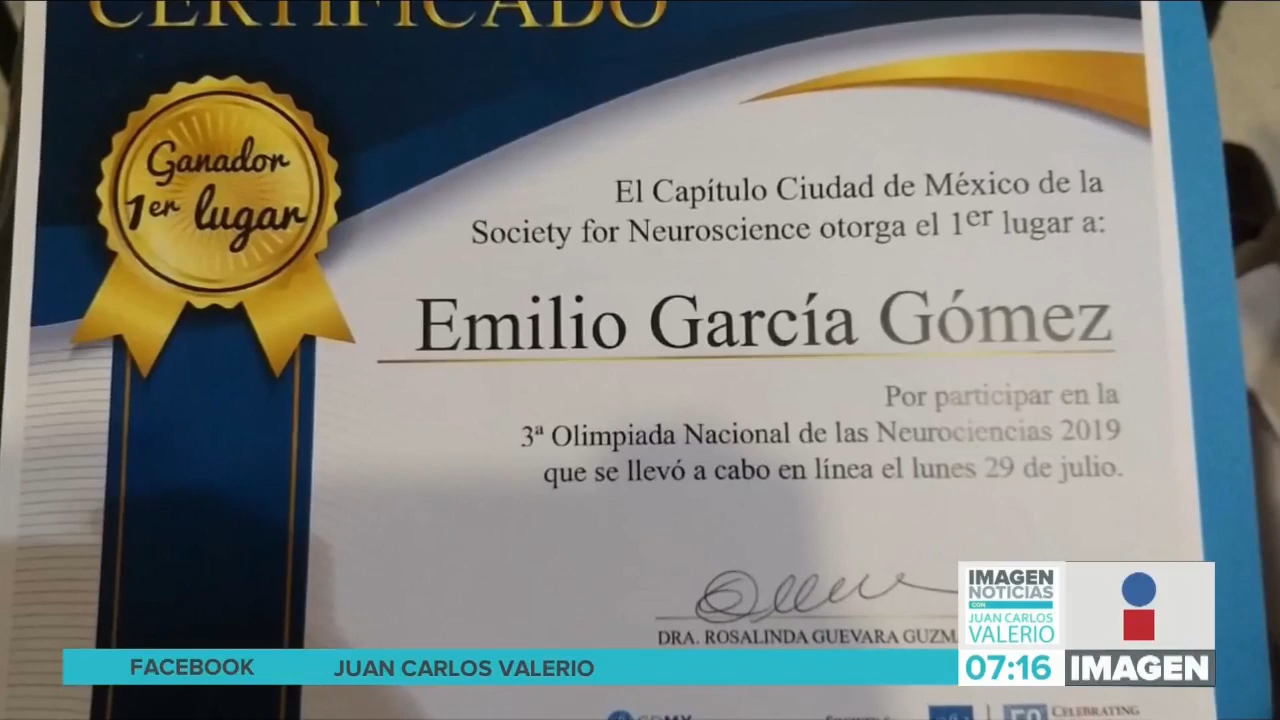 CERTIFICADO
Ganador
1er lugar
El Capítulo Ciudad de México de la
Society for Neuroscience otorga el 1er lugar a:
Emilio García Gómez
Por participar en la
3ª Olimpiada Nacional de las Neurociencias 2019
que se llevó a cabo en línea el lunes 29 de julio.
DRA. ROSALINDA GUEVARA
IMAGEN
NOTICIAS
CON
JUAN CARLOS
VALERIO
FACEBOOK JUAN CARLOS VALERIO
07:16 IMAGEN
CELEBRATING